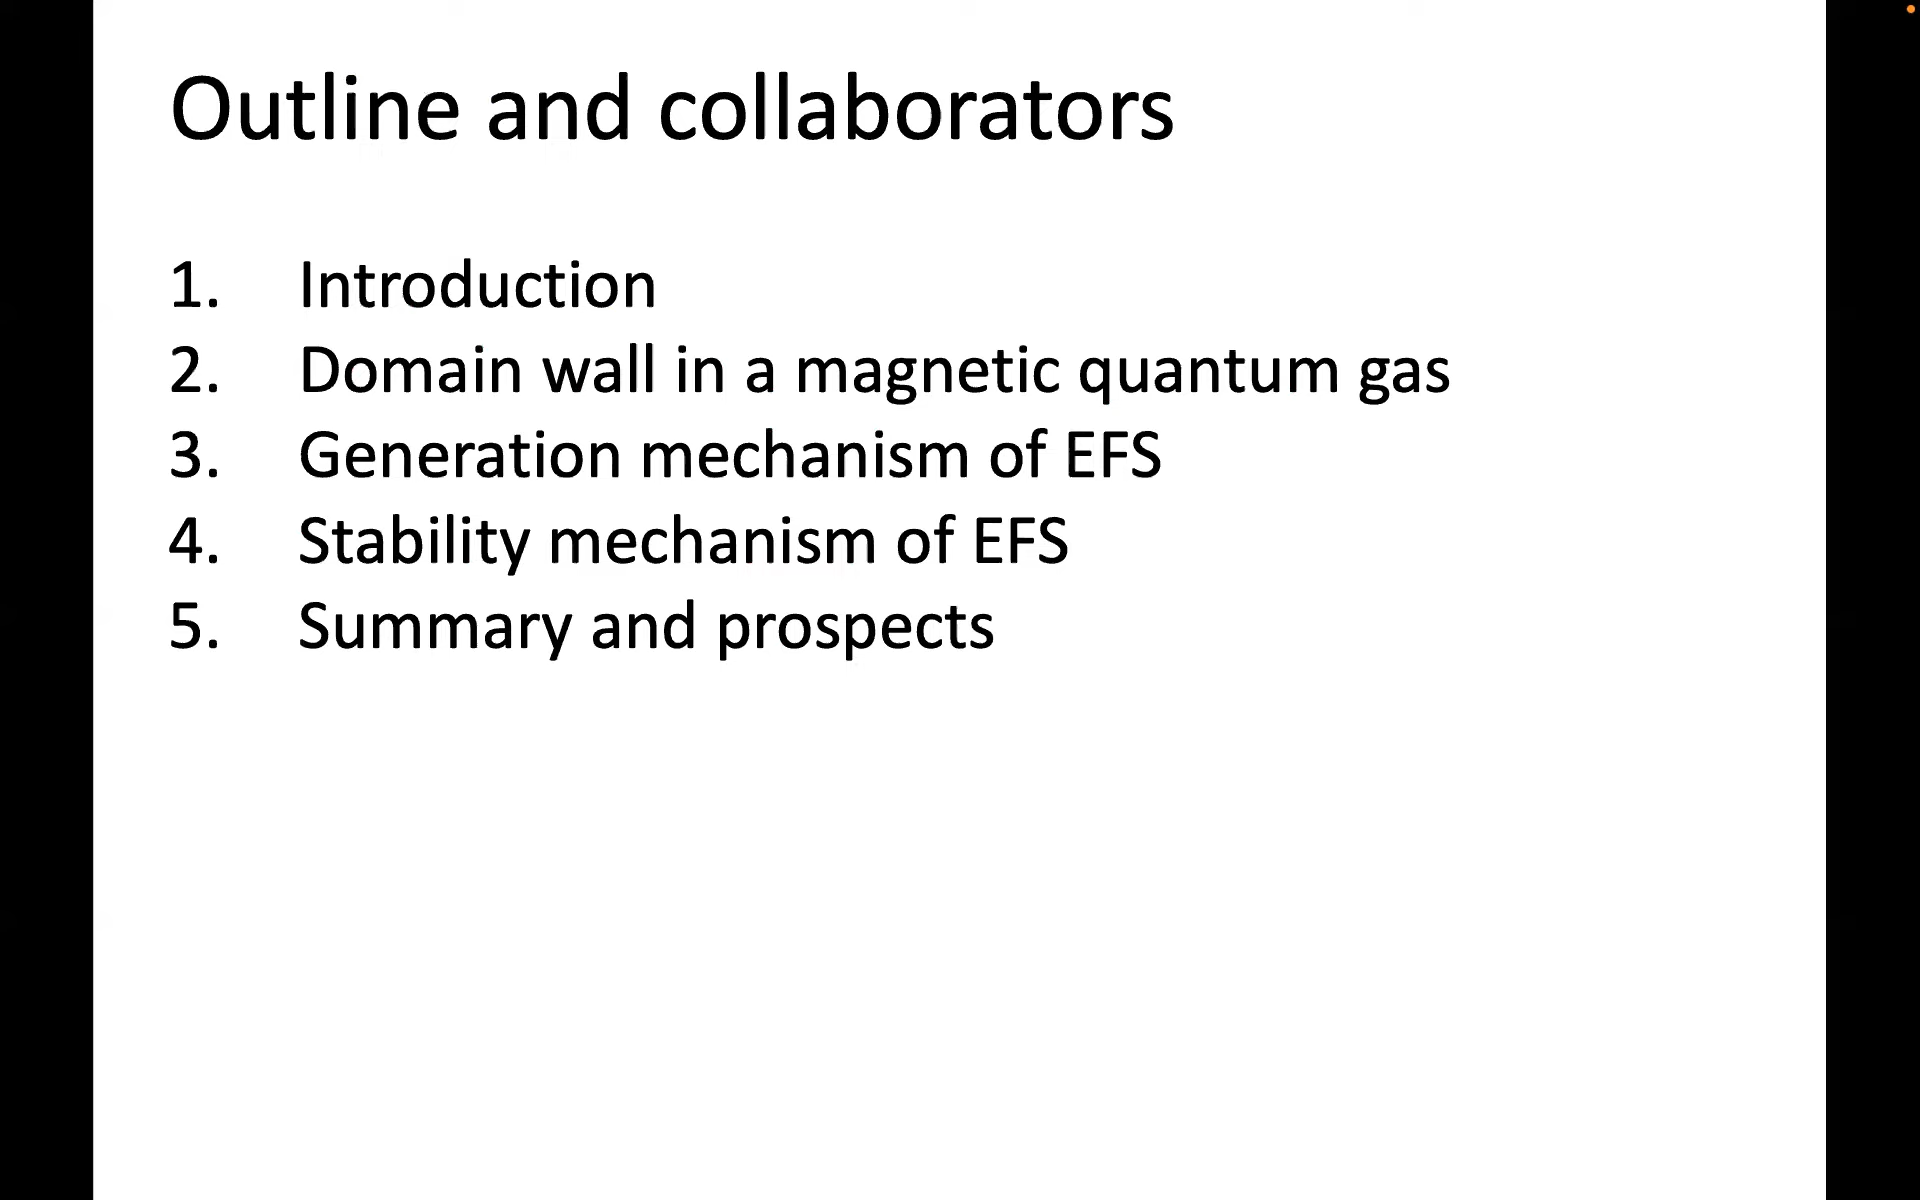 Outline and collaborators
1. Introduction
2. Domain wall in a magnetic quantum gas
3. Generation mechanism of EFS
4. Stability mechanism of EFS
5. Summary and prospects